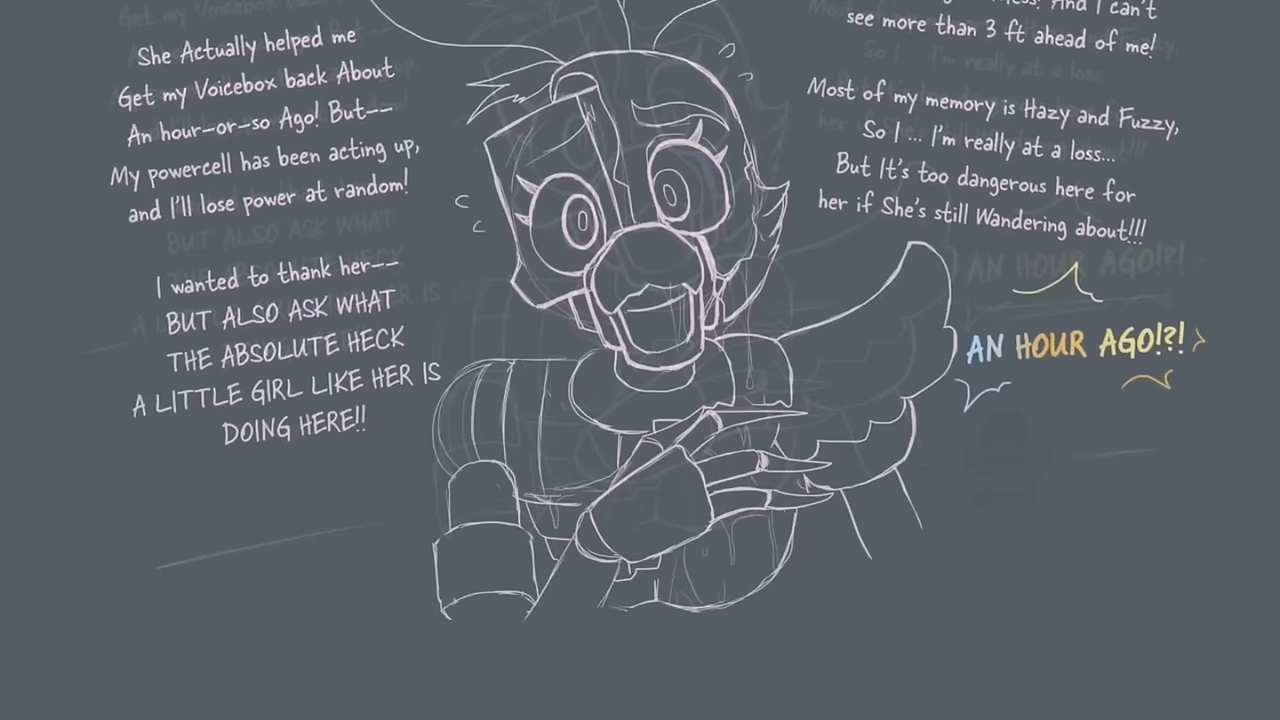 She Actually helped me
Get my Voicebox back About
An hour-or-so Ago! But--
My powercell has been acting up,
and I'll lose power at random!
I wanted to thank her--
BUT ALSO ASK WHAT
THE ABSOLUTE HECK
A LITTLE GIRL LIKE HER IS
DOING HERE!!
And I can't
see more than 3 ft ahead of me!
Most of my memory is Hazy and Fuzzy,
So I... I'm really at a loss...
But It's too dangerous here for
her if She's still Wandering about!!!
AN HOUR AGO!?!